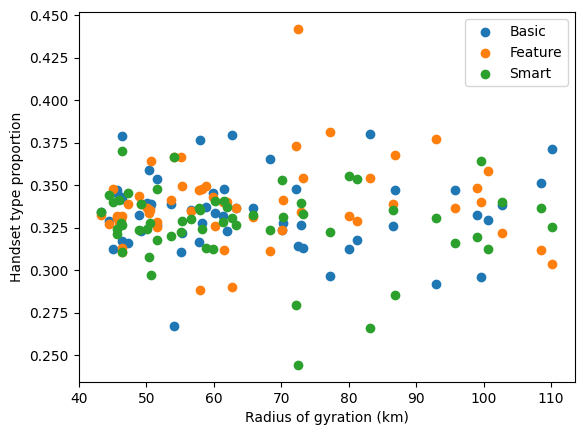 0.450
0.425
0.400
0.375
0.350
0.325
0.300
0.275
0.250
Handset type proportion
40 50 60 70 80 90 100 110
Radius of gyration (km)
Basic
Feature
Smart